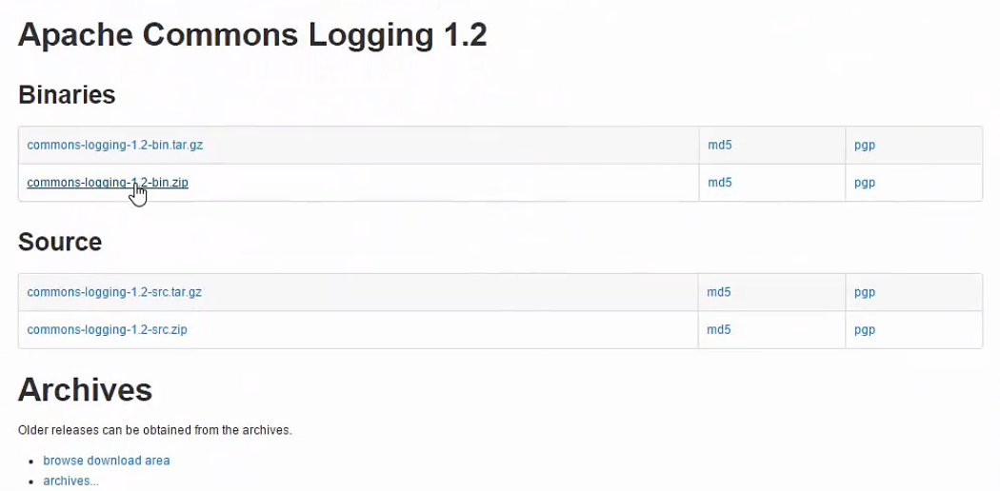 Apache Commons Logging 1.2
Binaries
commons-logging-1.2-bin.tar.gz md5 pgp
commons-logging-1.2-bin.zip md5 pgp
Source
commons-logging-1.2-src.tar.gz md5 pgp
commons-logging-1.2-src.zip md5 pgp
Archives
Older releases can be obtained from the archives.
browse download area
archives...